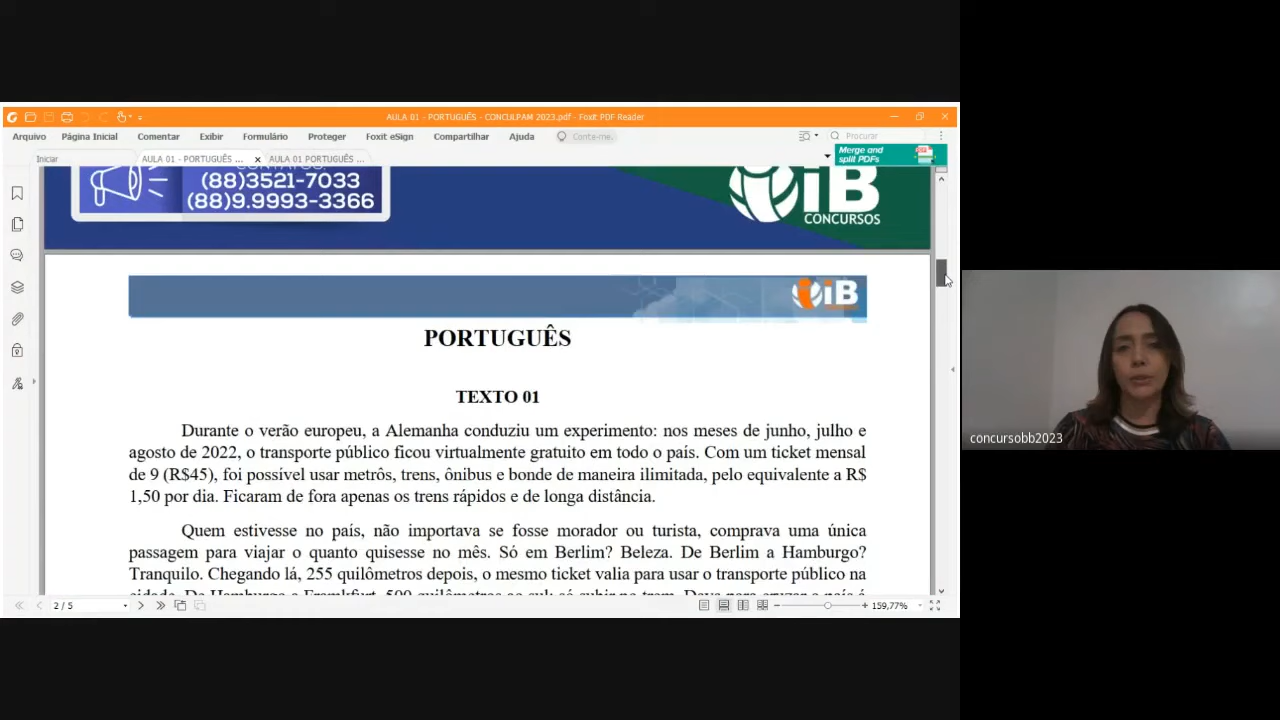 AULA 01 - PORTUGUÊS - CONCULPAM 2023.pdf - Foxit PDF Reader
Arquivo Página Inicial Comentar Exibir Formulário Proteger Foxit eSign Compartilhar Ajuda Conte-me. Procurar
Iniciar AULA 01 - PORTUGUÊS ... AULA 01 PORTUGUÊS ... Merge and
split PDFs
(88)3521-7033
(88)9.9993-3366
iB
CONCURSOS
iB
PORTUGUÊS
TEXTO 01
Durante o verão europeu, a Alemanha conduziu um experimento: nos meses de junho, julho e
agosto de 2022, o transporte público ficou virtualmente gratuito em todo o país. Com um ticket mensal
de 9 (R$45), foi possível usar metrôs, trens, ônibus e bonde de maneira ilimitada, pelo equivalente a R$
1,50 por dia. Ficaram de fora apenas os trens rápidos e de longa distância.
Quem estivesse no país, não importava se fosse morador ou turista, comprava uma única
passagem para viajar o quanto quisesse no mês. Só em Berlim? Beleza. De Berlim a Hamburgo?
Tranquilo. Chegando lá, 255 quilômetros depois, o mesmo ticket valia para usar o transporte público na
2 / 5
159,77%
concursobb2023